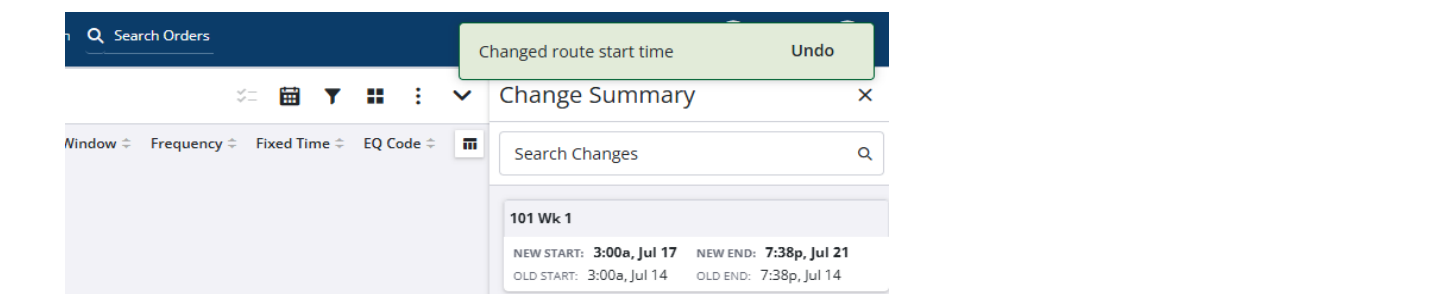 Search Orders
Changed route start time Undo
Change Summary
Window Frequency Fixed Time EQ Code
Search Changes
101 Wk 1
NEW START: 3:00a, Jul 17 NEW END: 7:38p, Jul 21
OLD START: 3:00a, Jul 14 OLD END: 7:38p, Jul 14